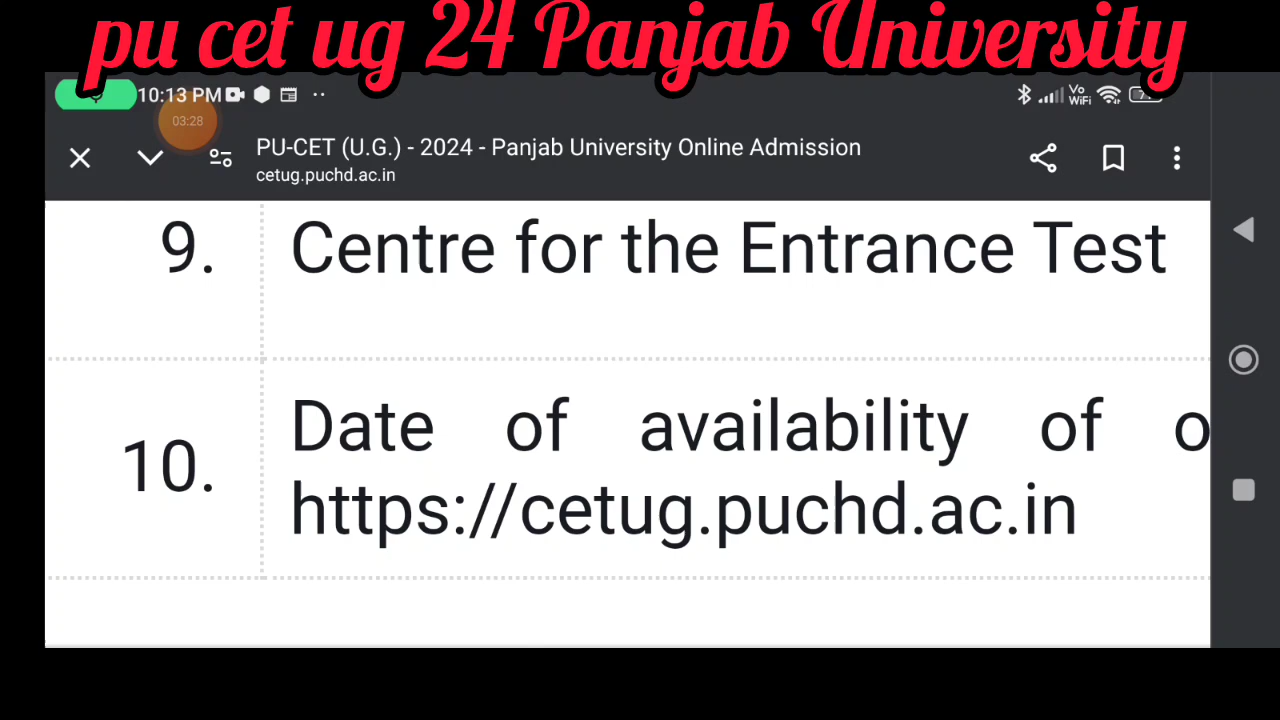 pu cet ug 24 Panjab University
10:13 PM
03:28
Vo
WiFi
PU-CET (U.G.) - 2024 - Panjab University Online Admission
cetug.puchd.ac.in
9. Centre for the Entrance Test
10. Date of availability of o
https://cetug.puchd.ac.in